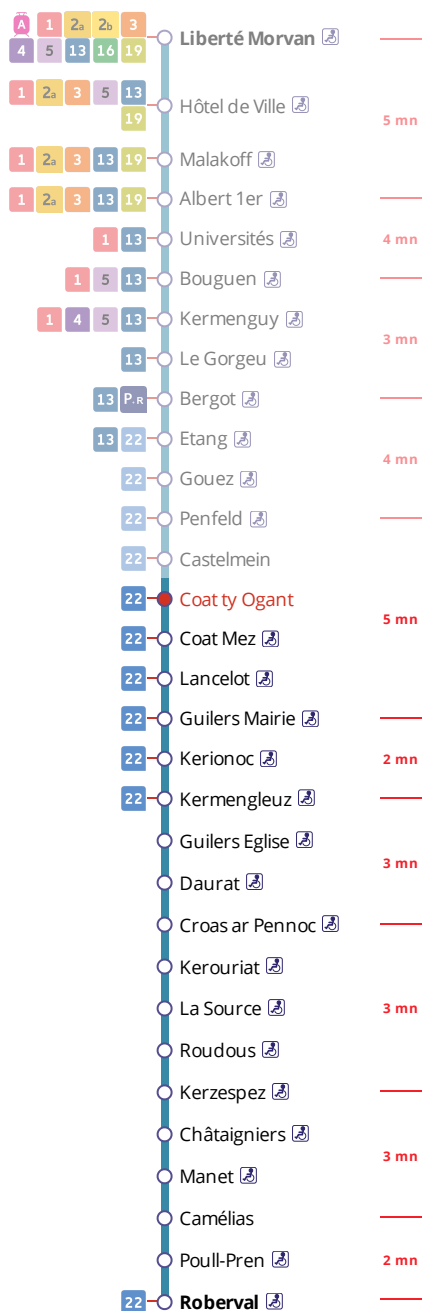 A 1 2a 2b 3
4 5 13 16 19 Liberté Morvan
1 2a 3 5 13
19 Hôtel de Ville
5 mn
1 2a 3 13 19 Malakoff
1 2a 3 13 19 Albert 1er
1 13 Universités 4 mn
1 5 13 Bouguen
1 4 5 13 Kermenguy
3 mn
13 Le Gorgeu
13 P+R Bergot
13 22 Etang
4 mn
22 Gouez
22 Penfeld
22 Castelmein
22 Coat ty Ogant
5 mn
22 Coat Mez
22 Lancelot
22 Guilers Mairie
22 Kerionoc 2 mn
22 Kermengleuz
Guilers Eglise
3 mn
Daurat
Croas ar Pennoc
Kerouriat
La Source 3 mn
Roudous
Kerzespez
Châtaigniers
3 mn
Manet
Camélias
Poull-Pren 2 mn
22 Roberval